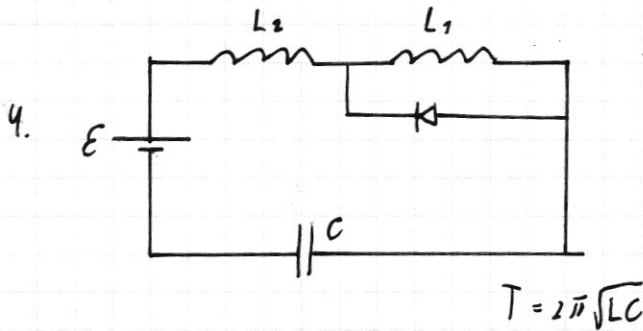 L₂ L₁
4.
ℰ
C
T = 2π√LC